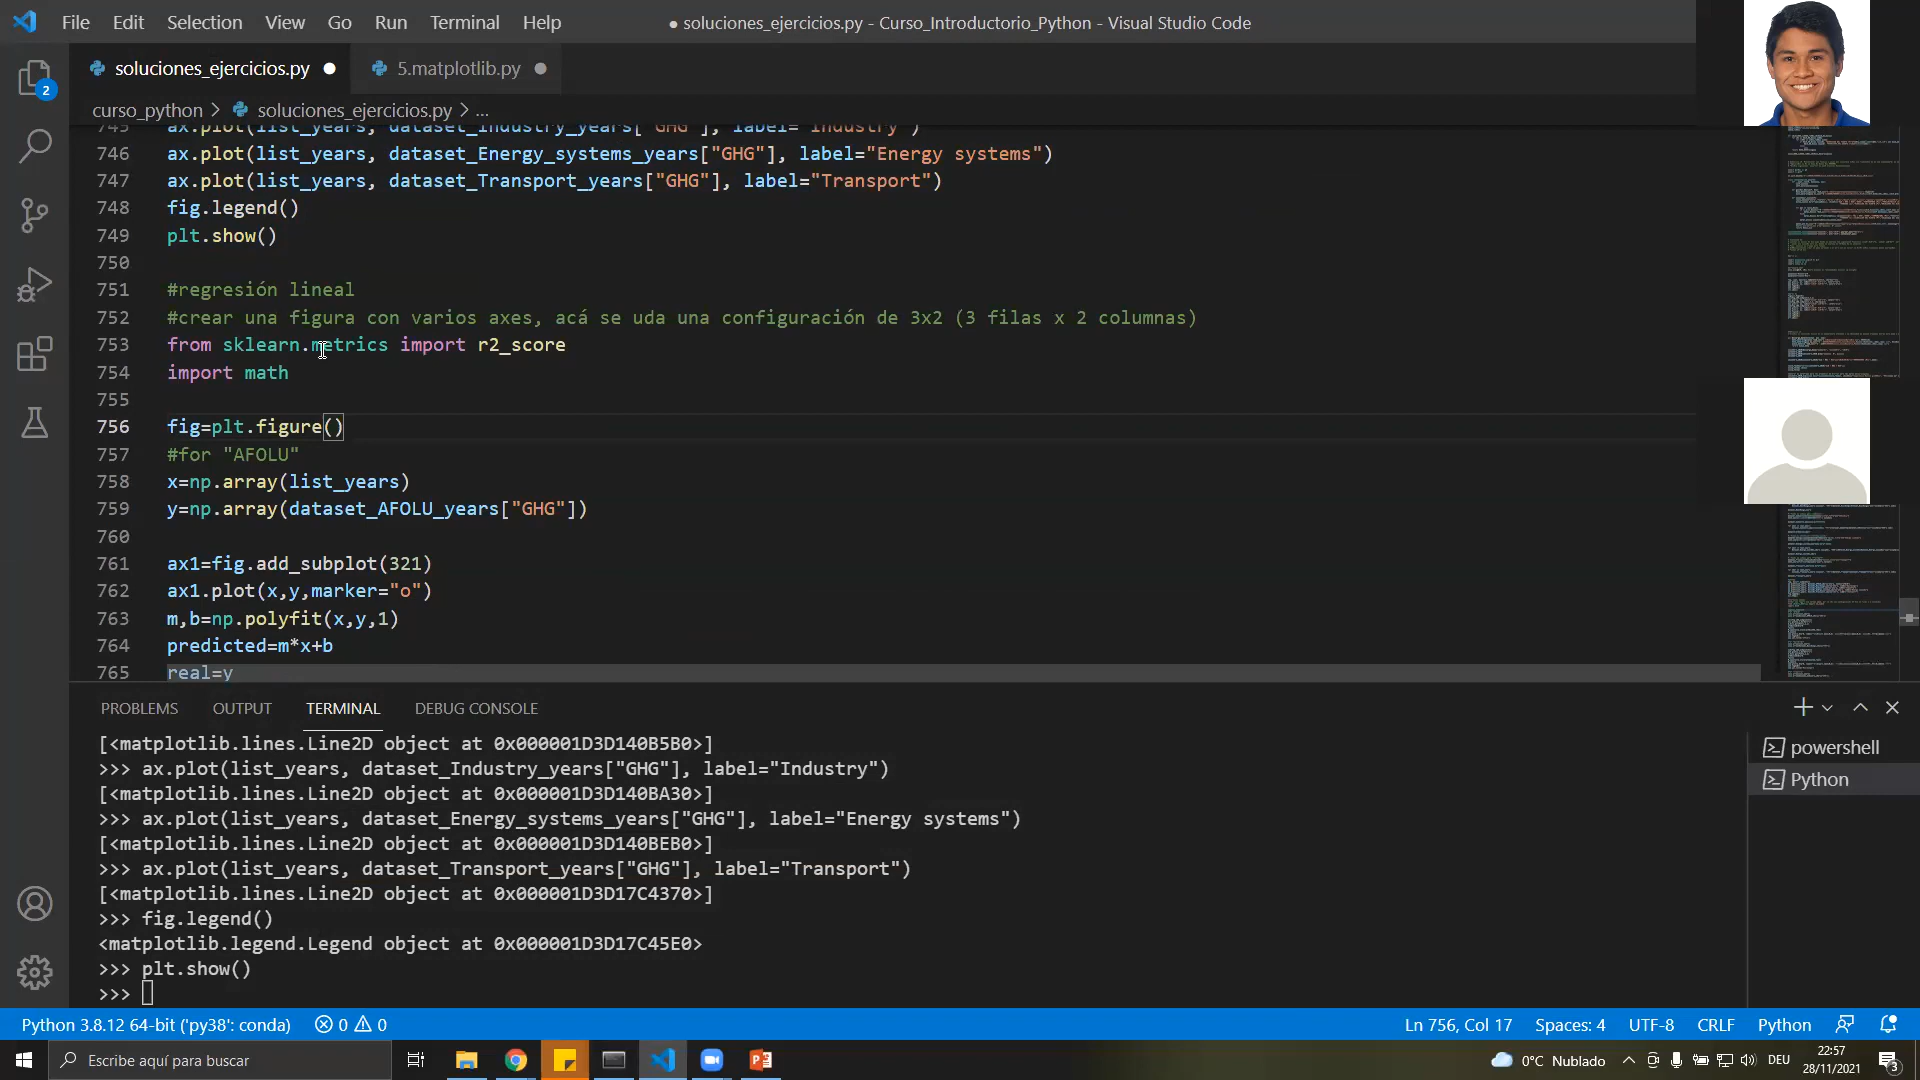 File Edit Selection View Go Run Terminal Help
● soluciones_ejercicios.py - Curso_Introductorio_Python - Visual Studio Code
soluciones_ejercicios.py
5.matplotlib.py
2
curso_python > soluciones_ejercicios.py > ...
745 ax.plot(list_years, dataset_Industry_years["GHG"], label="Industry")
746 ax.plot(list_years, dataset_Energy_systems_years["GHG"], label="Energy systems")
747 ax.plot(list_years, dataset_Transport_years["GHG"], label="Transport")
748 fig.legend()
749 plt.show()
750
751 #regresión lineal
752 #crear una figura con varios axes, acá se uda una configuración de 3x2 (3 filas x 2 columnas)
753 from sklearn.metrics import r2_score
754 import math
755
756 fig=plt.figure()
757 #for "AFOLU"
758 x=np.array(list_years)
759 y=np.array(dataset_AFOLU_years["GHG"])
760
761 ax1=fig.add_subplot(321)
762 ax1.plot(x,y,marker="o")
763 m,b=np.polyfit(x,y,1)
764 predicted=m*x+b
765 real=y
PROBLEMS OUTPUT TERMINAL DEBUG CONSOLE
[<matplotlib.lines.Line2D object at 0x000001D3D140B5B0>]
>>> ax.plot(list_years, dataset_Industry_years["GHG"], label="Industry")
[<matplotlib.lines.Line2D object at 0x000001D3D140BA30>]
>>> ax.plot(list_years, dataset_Energy_systems_years["GHG"], label="Energy systems")
[<matplotlib.lines.Line2D object at 0x000001D3D140BEB0>]
>>> ax.plot(list_years, dataset_Transport_years["GHG"], label="Transport")
[<matplotlib.lines.Line2D object at 0x000001D3D17C4370>]
>>> fig.legend()
<matplotlib.legend.Legend object at 0x000001D3D17C45E0>
>>> plt.show()
>>>
powershell
Python
Python 3.8.12 64-bit ('py38': conda) 0 0
Ln 756, Col 17 Spaces: 4 UTF-8 CRLF Python
Escribe aquí para buscar
0°C Nublado
DEU
22:57
28/11/2021
3